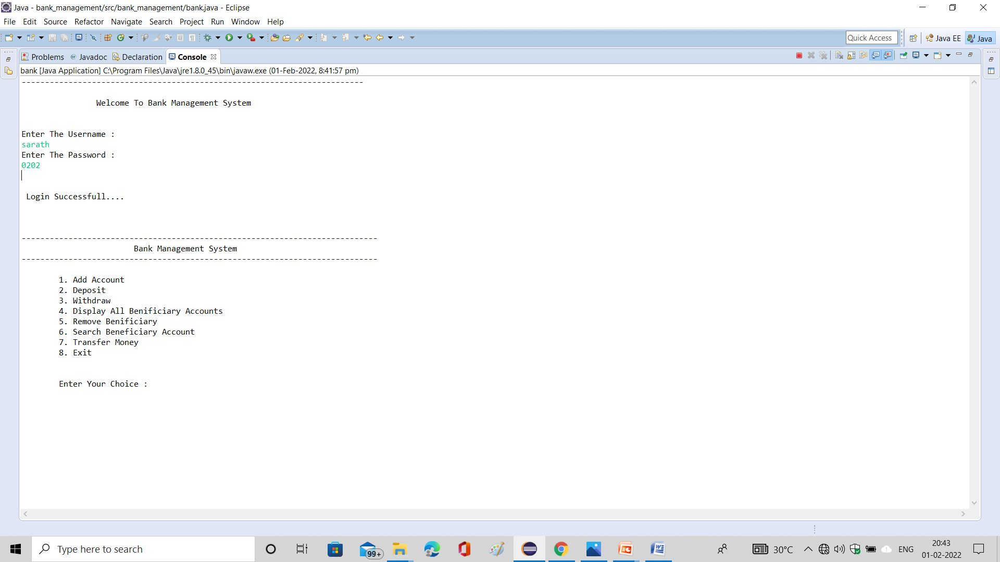 Java - bank_management/src/bank_management/bank.java - Eclipse
File Edit Source Refactor Navigate Search Project Run Window Help
Quick Access Java EE Java
Problems @ Javadoc Declaration Console
bank [Java Application] C:\Program Files\Java\jre1.8.0_45\bin\javaw.exe (01-Feb-2022, 8:41:57 pm)
-------------------------------------------------------------------------
Welcome To Bank Management System
Enter The Username :
sarath
Enter The Password :
0202
Login Successfull....
----------------------------------------------------------------------------
Bank Management System
----------------------------------------------------------------------------
1. Add Account
2. Deposit
3. Withdraw
4. Display All Benificiary Accounts
5. Remove Benificiary
6. Search Beneficiary Account
7. Transfer Money
8. Exit
Enter Your Choice :
Type here to search
99+
30°C
ENG
20:43
01-02-2022